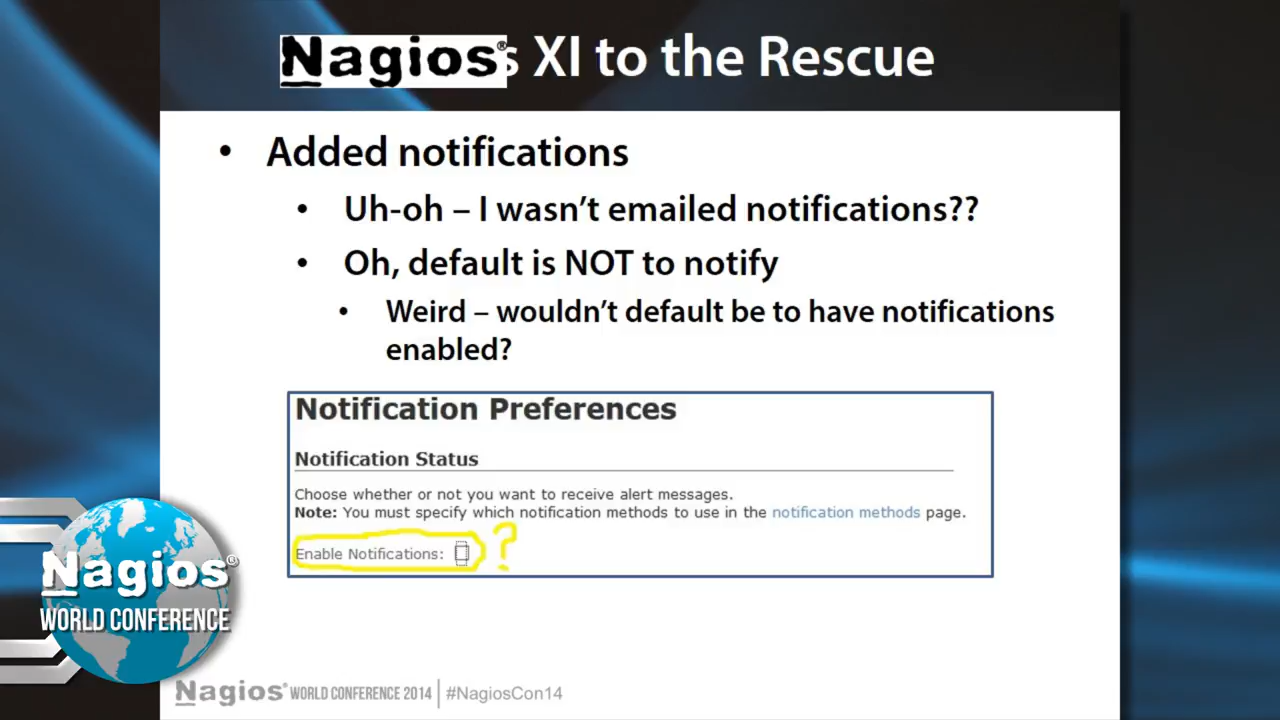 Nagios® s XI to the Rescue
• Added notifications
• Uh-oh – I wasn't emailed notifications??
• Oh, default is NOT to notify
• Weird – wouldn't default be to have notifications
enabled?
Notification Preferences
Notification Status
Choose whether or not you want to receive alert messages.
Note: You must specify which notification methods to use in the notification methods page.
Enable Notifications: ?
Nagios®
WORLD CONFERENCE
Nagios® WORLD CONFERENCE 2014 | #NagiosCon14